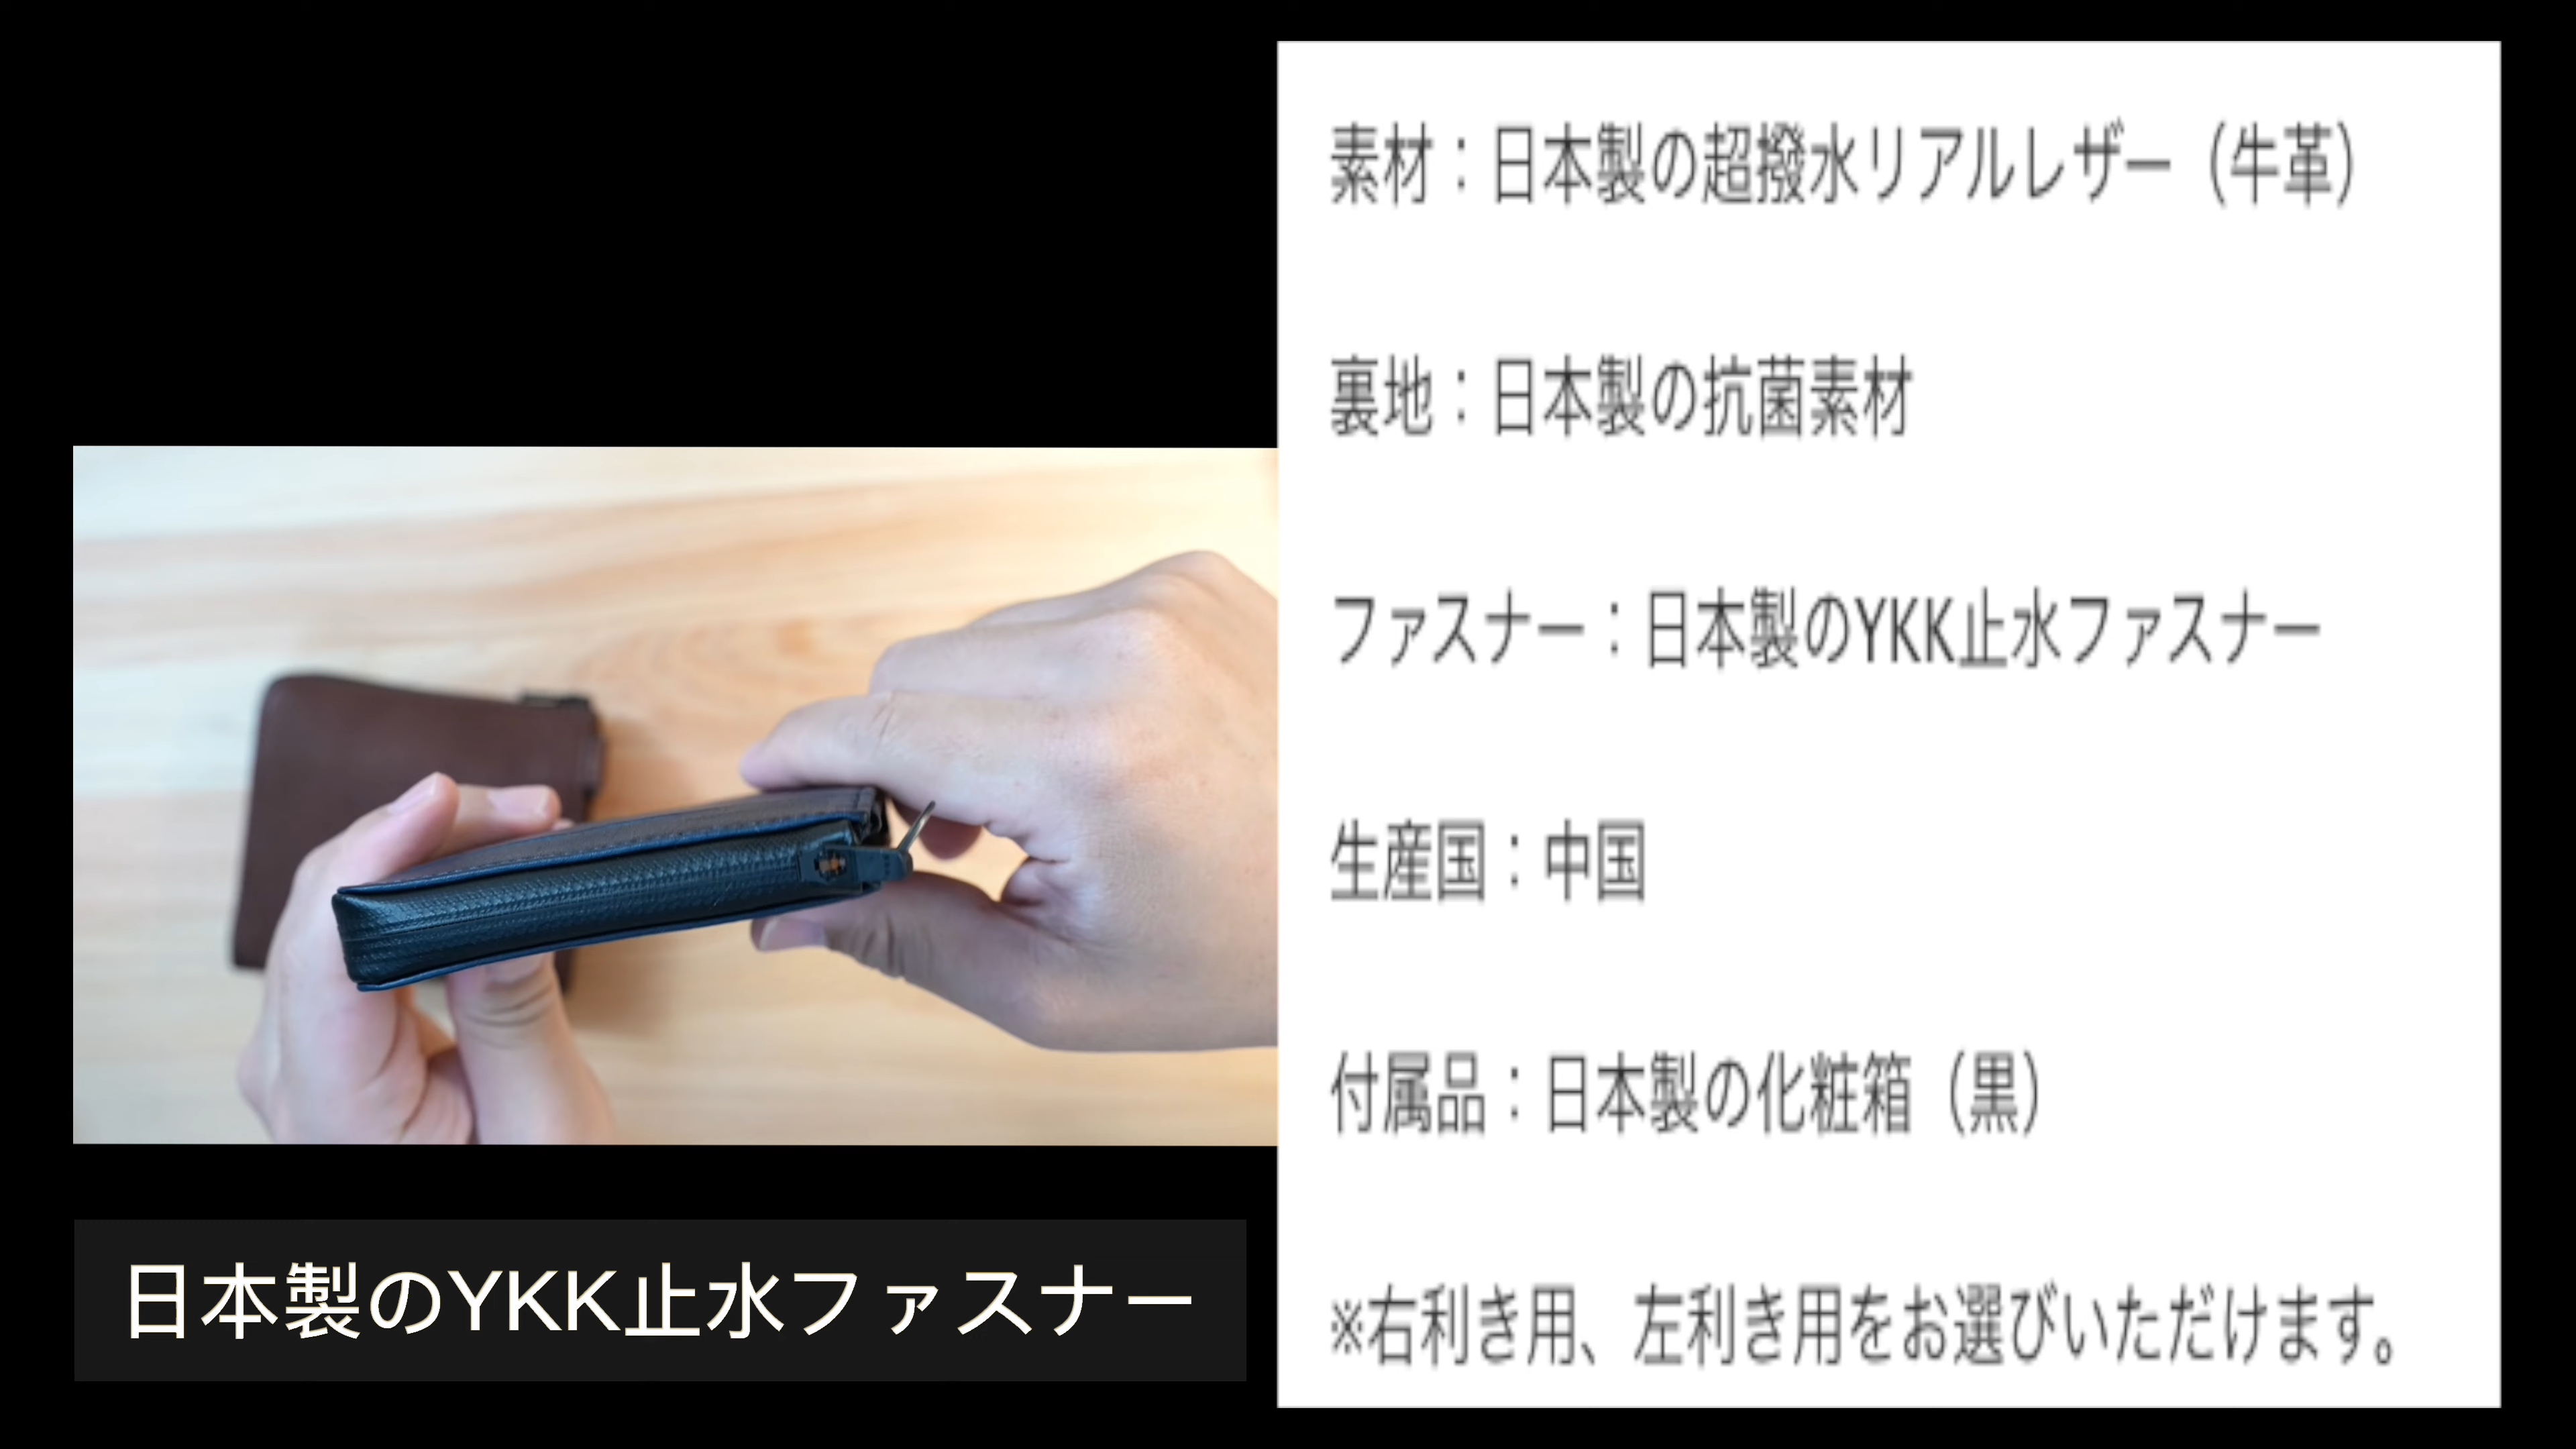 素材：日本製の超撥水リアルレザー（牛革）
裏地：日本製の抗菌素材
ファスナー：日本製のYKK止水ファスナー
生産国：中国
付属品：日本製の化粧箱（黒）
※右利き用、左利き用をお選びいただけます。
日本製のYKK止水ファスナー